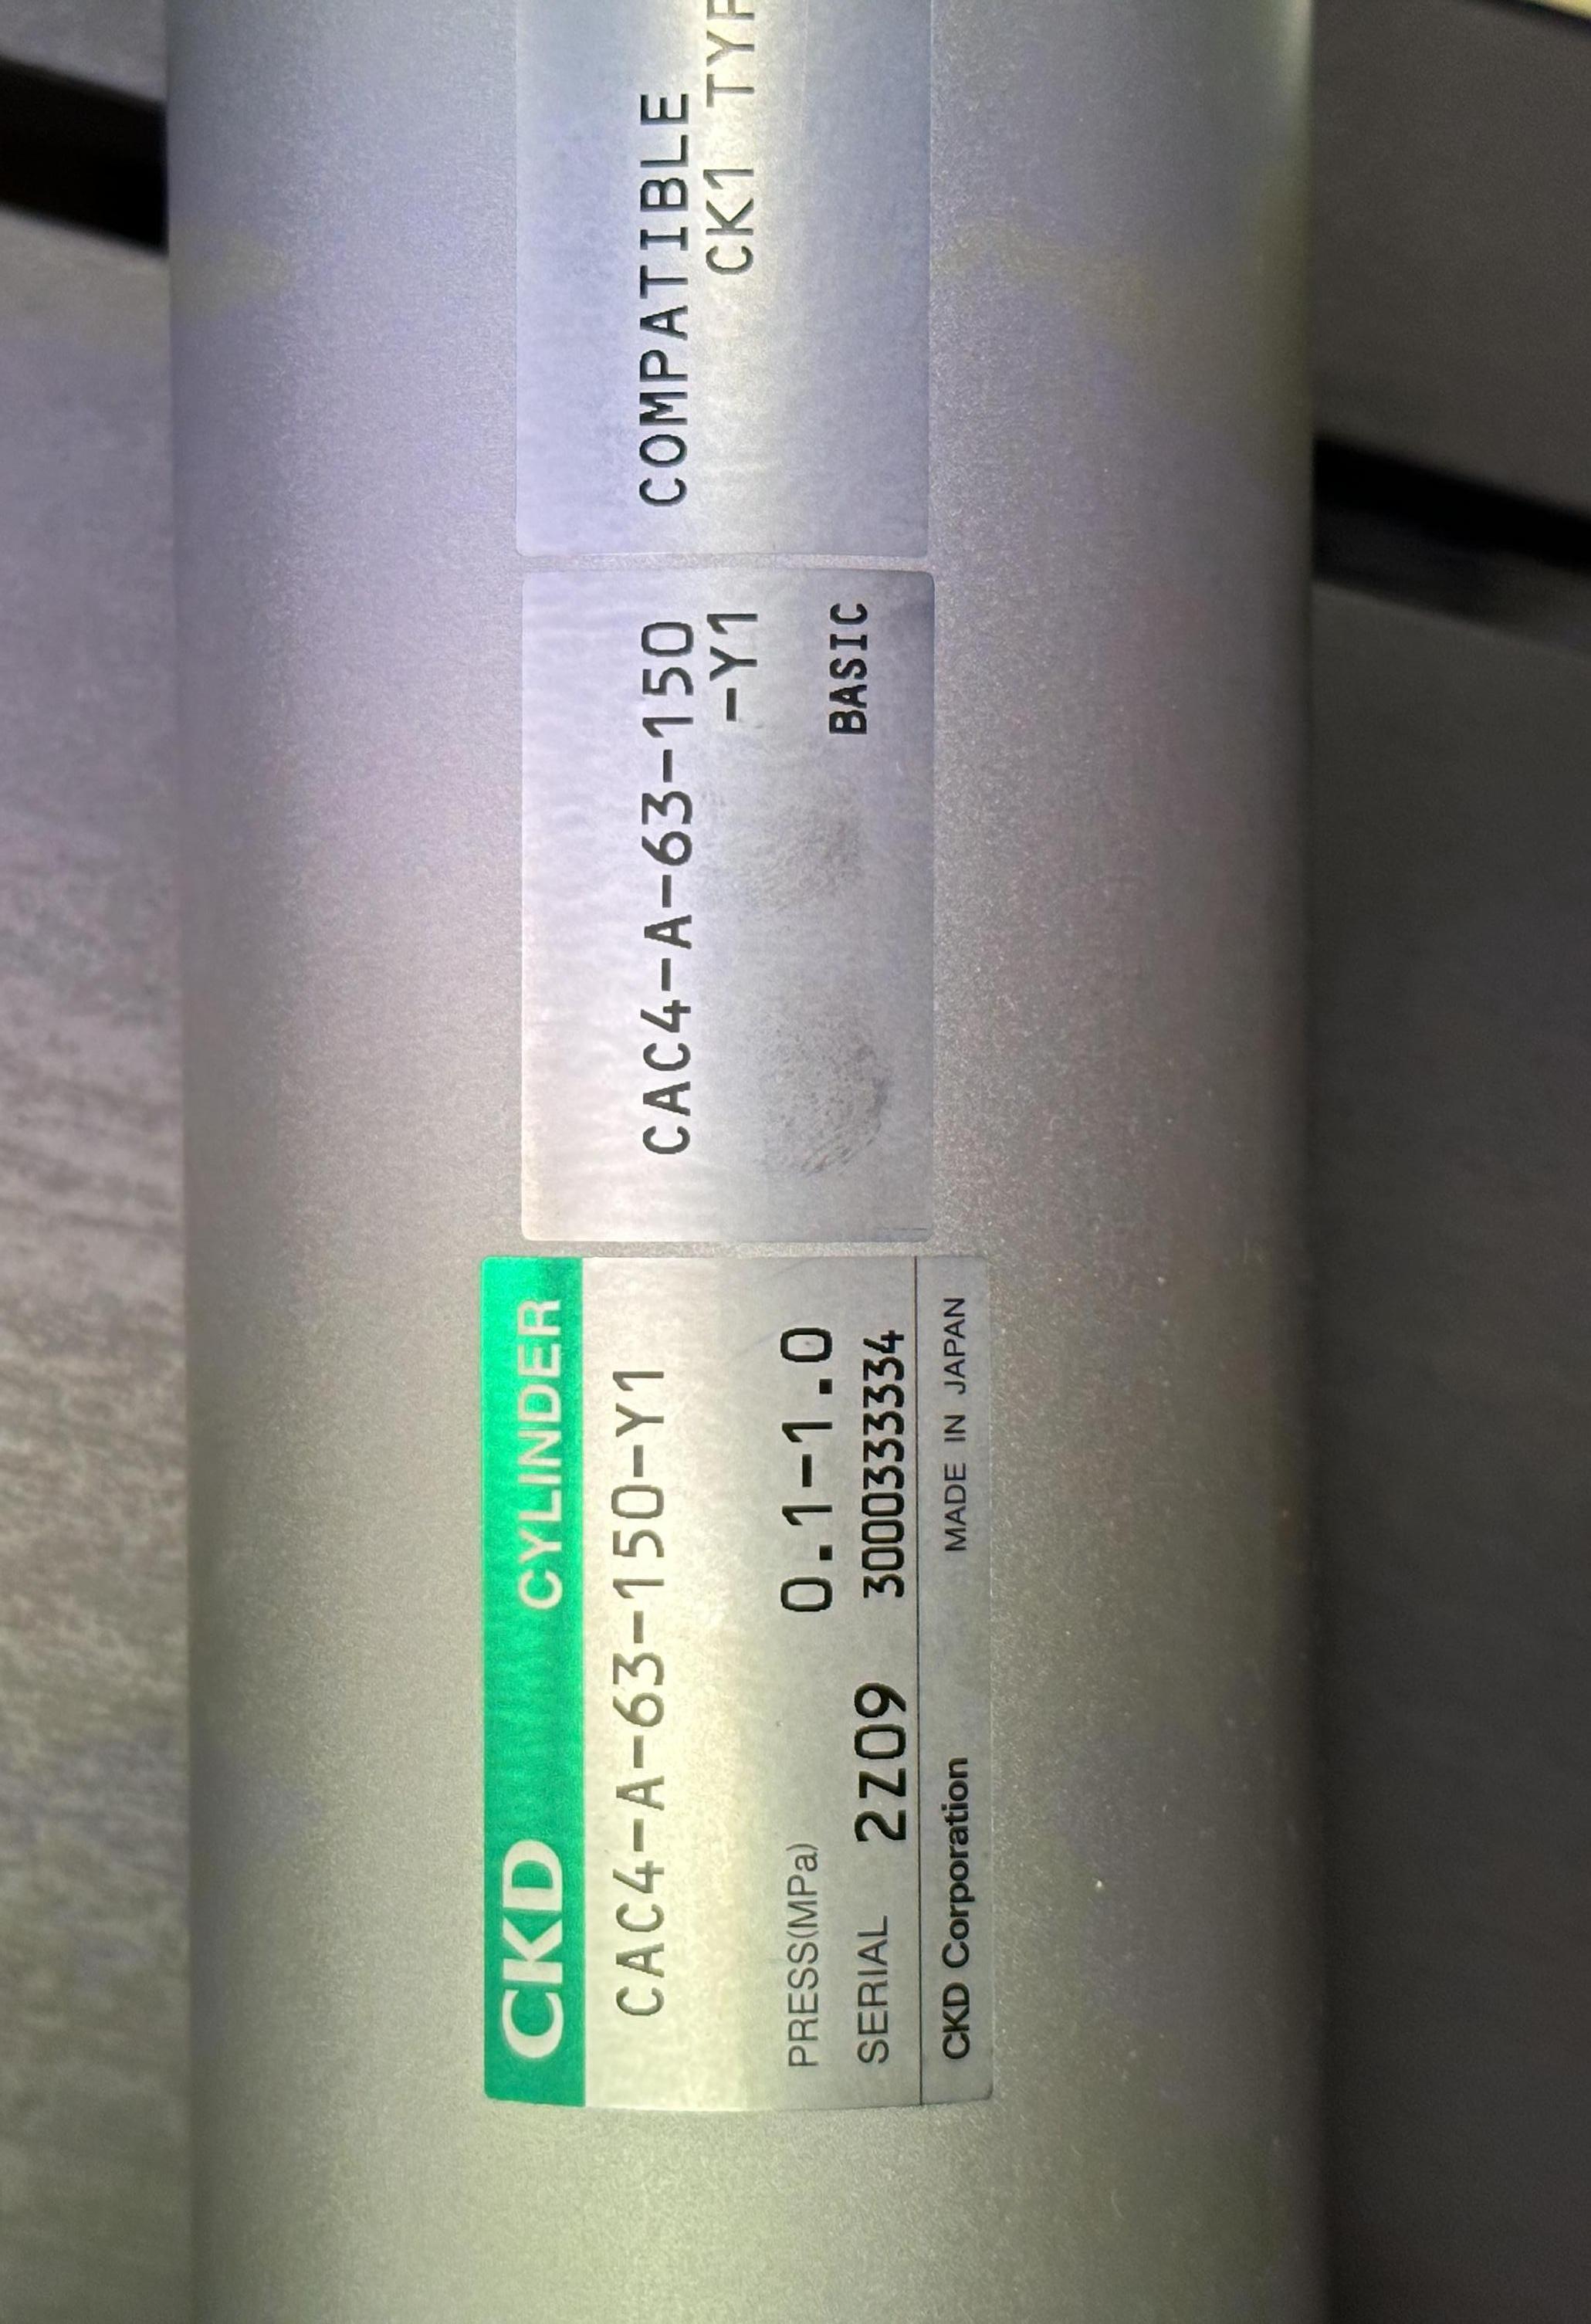 CKD CYLINDER
CAC4-A-63-150-Y1
PRESS(MPa) 0.1-1.0
SERIAL 2Z09 3000333334
CKD Corporation MADE IN JAPAN
CAC4-A-63-150
-Y1
BASIC
COMPATIBLE
CK1